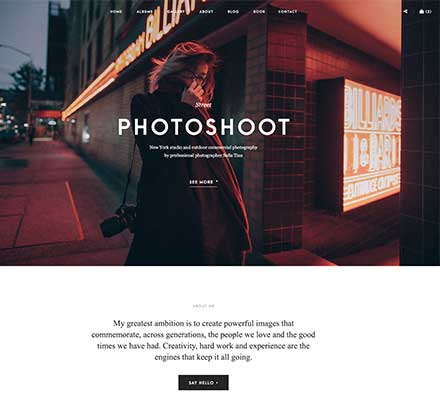 HOME ALBUMS GALLERY ABOUT BLOG BOOK CONTACT
Street
PHOTOSHOOT
New York studio and outdoor commercial photography
by professional photographer Sofia Tina
SEE MORE
BILLIARDS
BAR
ABOUT ME
My greatest ambition is to create powerful images that
commemorate, across generations, the people we love and the good
times we have had. Creativity, hard work and experience are the
engines that keep it all going.
SAY HELLO